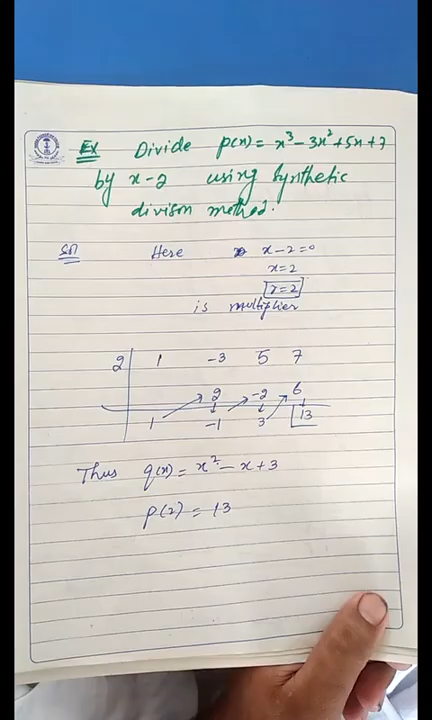 Ex Divide p(x) = x³ - 3x² + 5x + 7
by x-2 using Synthetic
divison method.
Sol Here x-2=0
x=2
r=2
is multiplier
2 1 -3 5 7
2 -2 6
1 -1 3 13
Thus q(x) = x² - x + 3
p(2) = 13